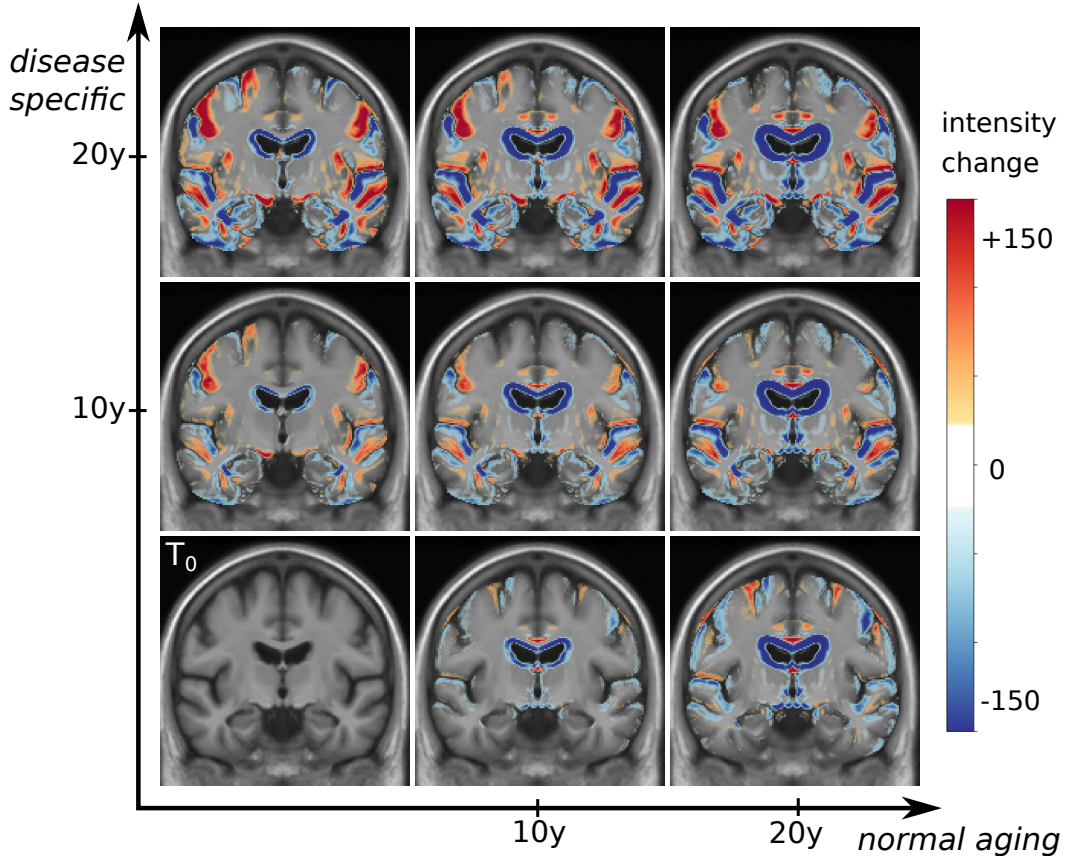 disease
specific
20y
10y
T0
10y
20y
normal aging
intensity
change
+150
0
-150